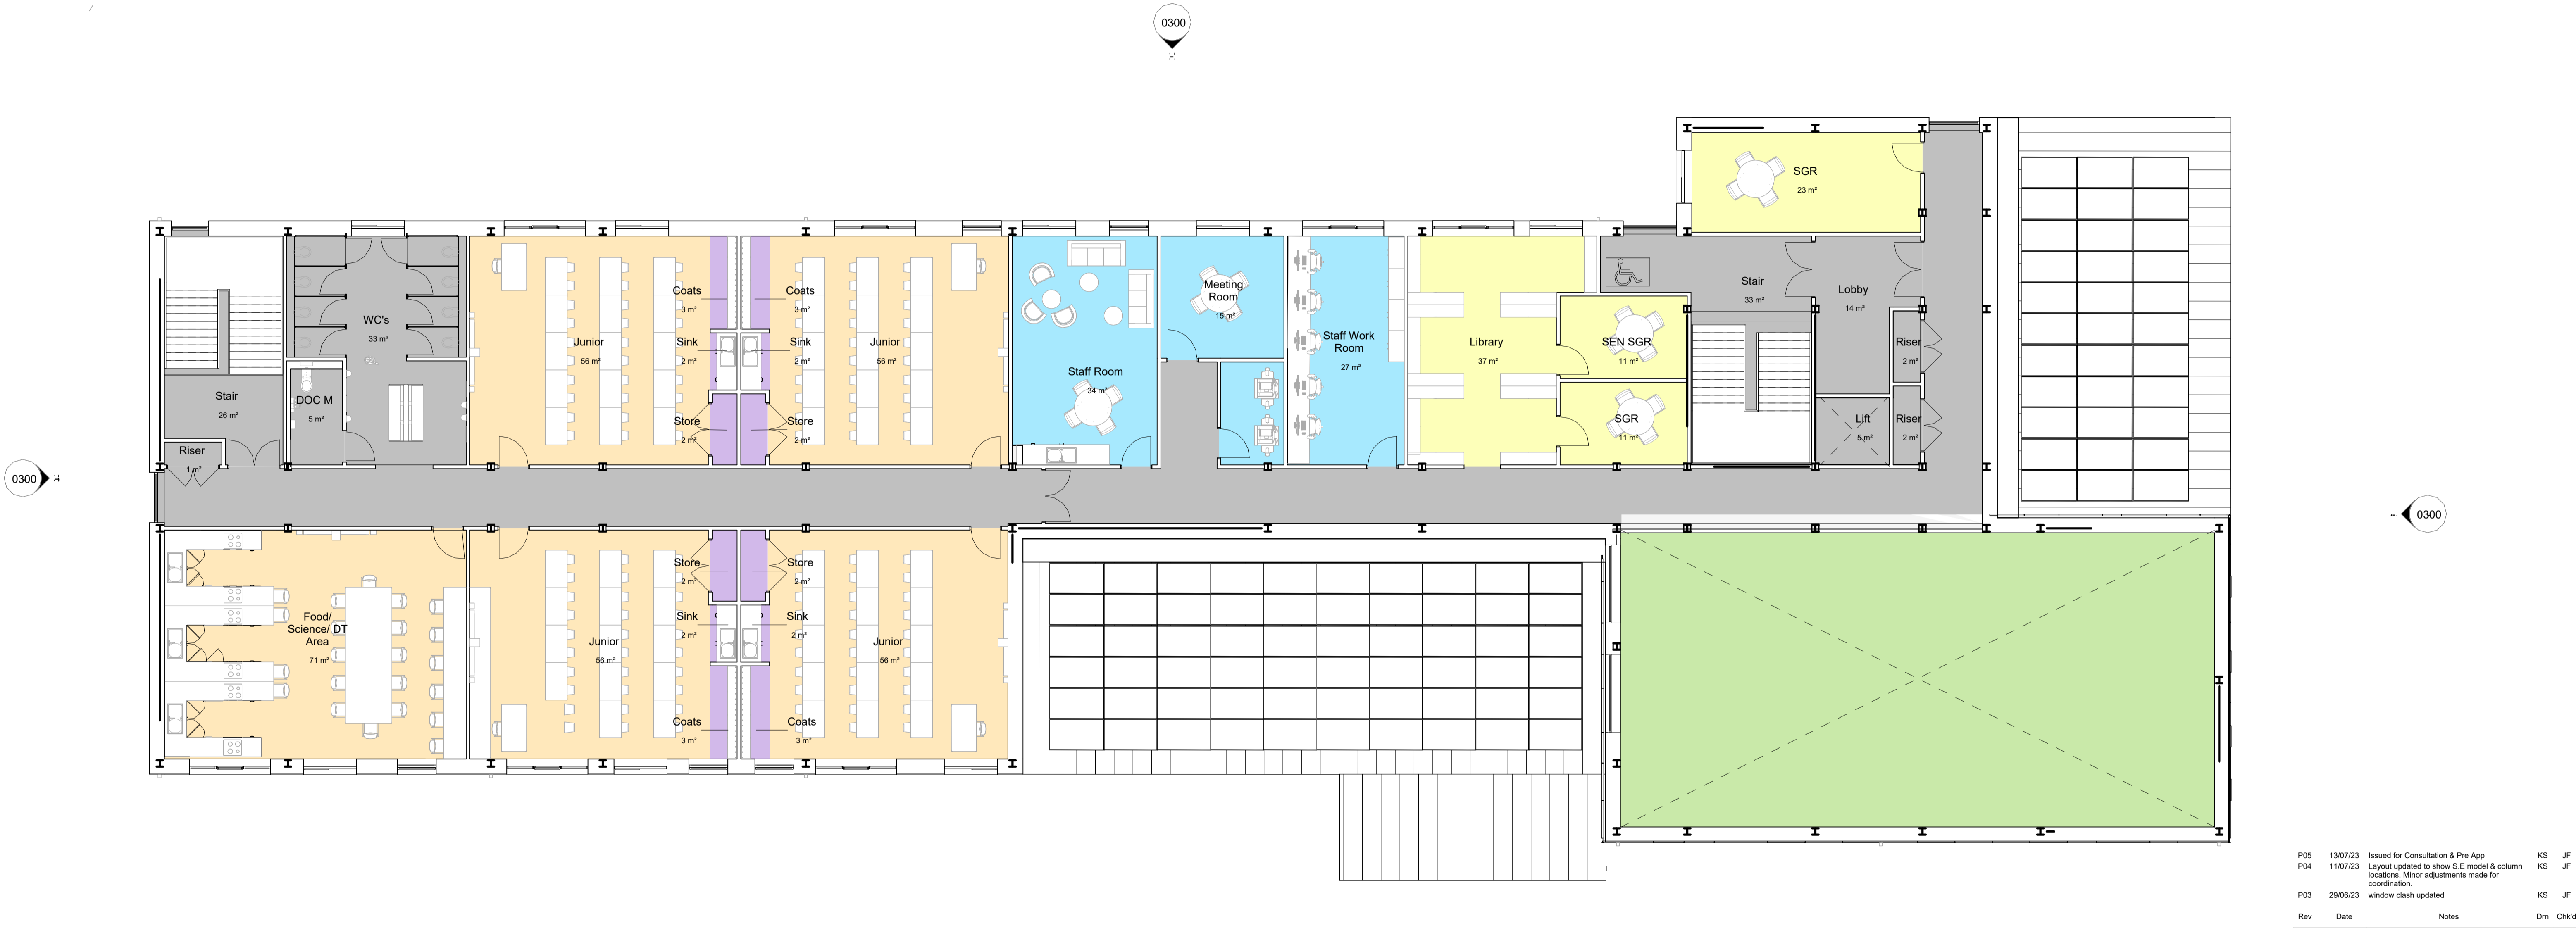 0300
SGR
23 m²
WC's
33 m²
Coats
3 m²
Coats
3 m²
Meeting
Room
15 m²
Stair
33 m²
Lobby
14 m²
Junior
56 m²
Sink
2 m²
Sink
2 m²
Junior
56 m²
Staff Room
34 m²
Staff Work
Room
27 m²
Library
37 m²
SEN SGR
11 m²
Riser
2 m²
Stair
26 m²
DOC M
5 m²
Store
2 m²
Store
2 m²
SGR
11 m²
Lift
5 m²
Riser
2 m²
Riser
1 m²
0300
0300
Store
2 m²
Store
2 m²
Food/
Science/ DT
Area
71 m²
Sink
2 m²
Sink
2 m²
Junior
56 m²
Junior
56 m²
Coats
3 m²
Coats
3 m²
P05 13/07/23 Issued for Consultation & Pre App KS JF
P04 11/07/23 Layout updated to show S.E model & column KS JF
locations. Minor adjustments made for
coordination.
P03 29/06/23 window clash updated KS JF
Rev Date Notes Drn Chk'd